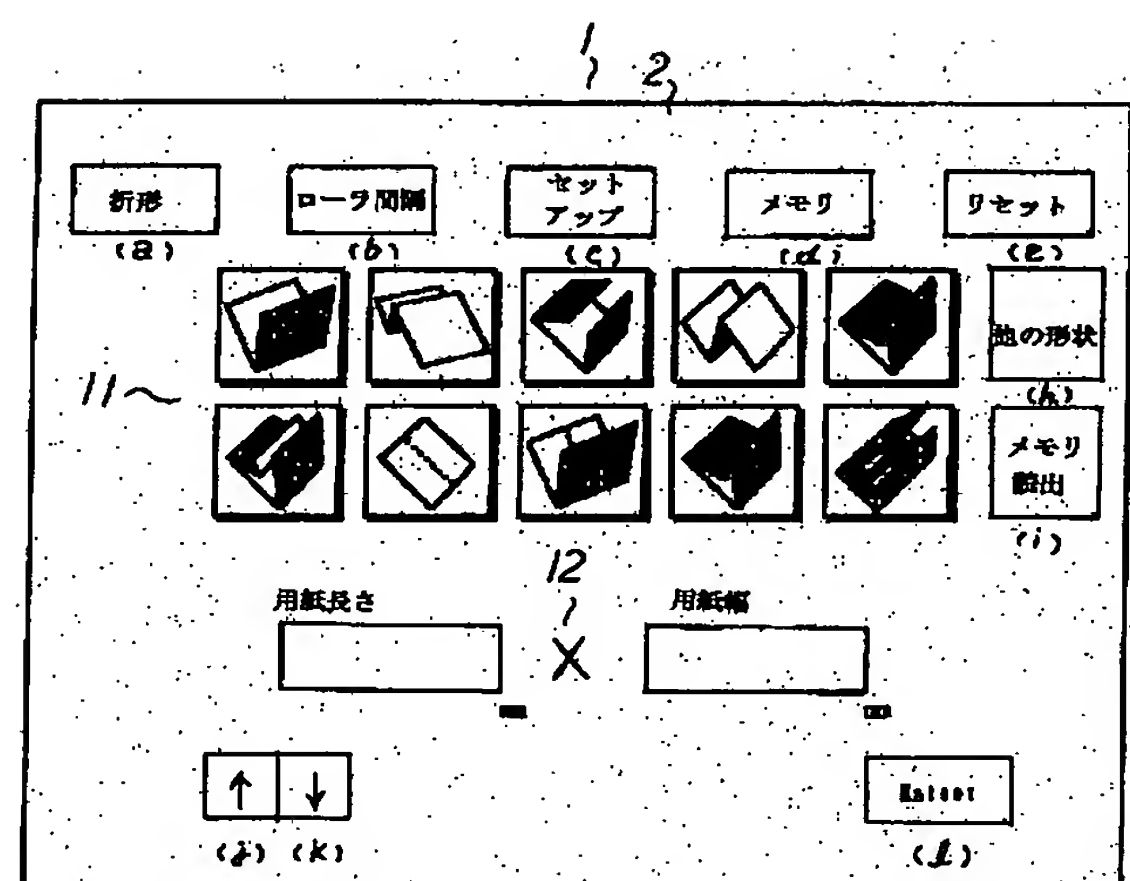 1
2
折形
ローラ間隔
セット
アップ
メモリ
リセット
(a)
(b)
(c)
(d)
(e)
11
他の形状
(h)
メモリ
読出
(i)
12
用紙長さ
用紙幅
X
↑ ↓
(j) (k)
(l)